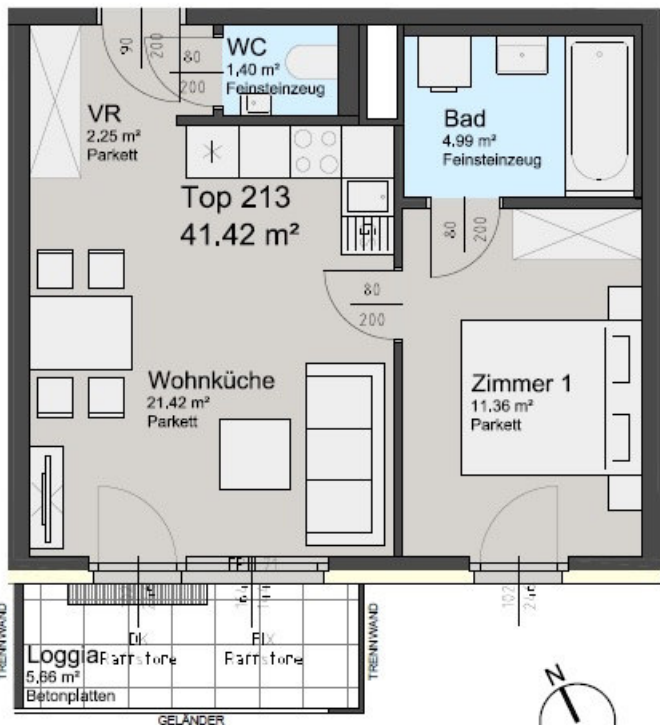 90
200
80
200
WC
1,40 m²
Feinsteinzeug
VR
2.25 m²
Parkett
Bad
4.99 m²
Feinsteinzeug
Top 213
41.42 m²
80
200
80
200
Wohnküche
21.42 m²
Parkett
Zimmer 1
11.36 m²
Parkett
TRENNWAND
Loggia
5,66 m²
Betonplatten
Raffstore
FIX
Raffstore
TRENNWAND
GELÄNDER
N